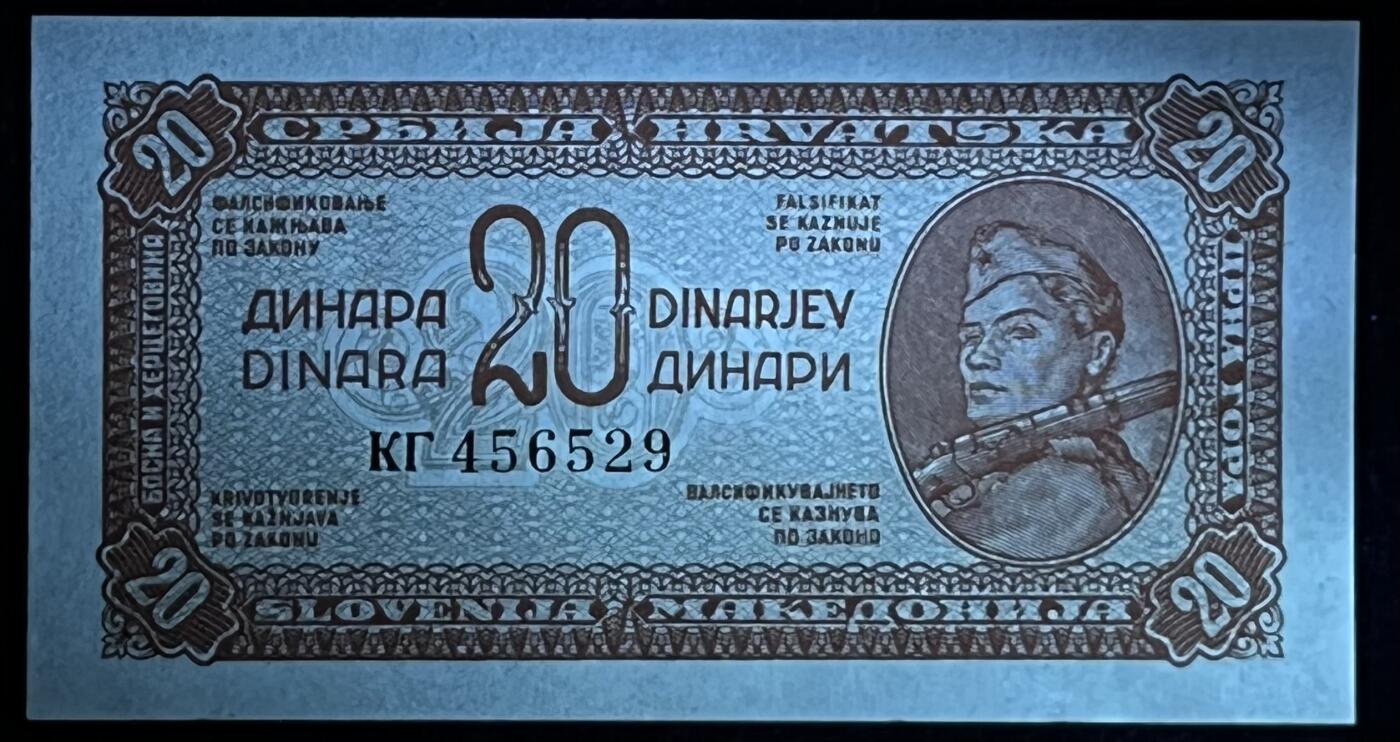 СРБИЈА HRVATSKA
20 20
ФАЛСИФИКОВАЊЕ
СЕ КАЖЊАВА
ПО ЗАКОНУ
FALSIFIKAT
SE KAZNUJE
PO ZAKONU
БОСНА И ХЕРЦЕГОВИНА
ЦРНА ГОРА
ДИНАРА 20 DINARJEV
DINARA ДИНАРИ
КГ 456529
KRIVOTVORENJE
SE KAŽNJAVA
PO ZAKONU
ФАЛСИФИКУВАЈНЕТО
СЕ КАЗНУВА
ПО ЗАКОНО
20 20
SLOVENIJA МАКЕДОНИЈА